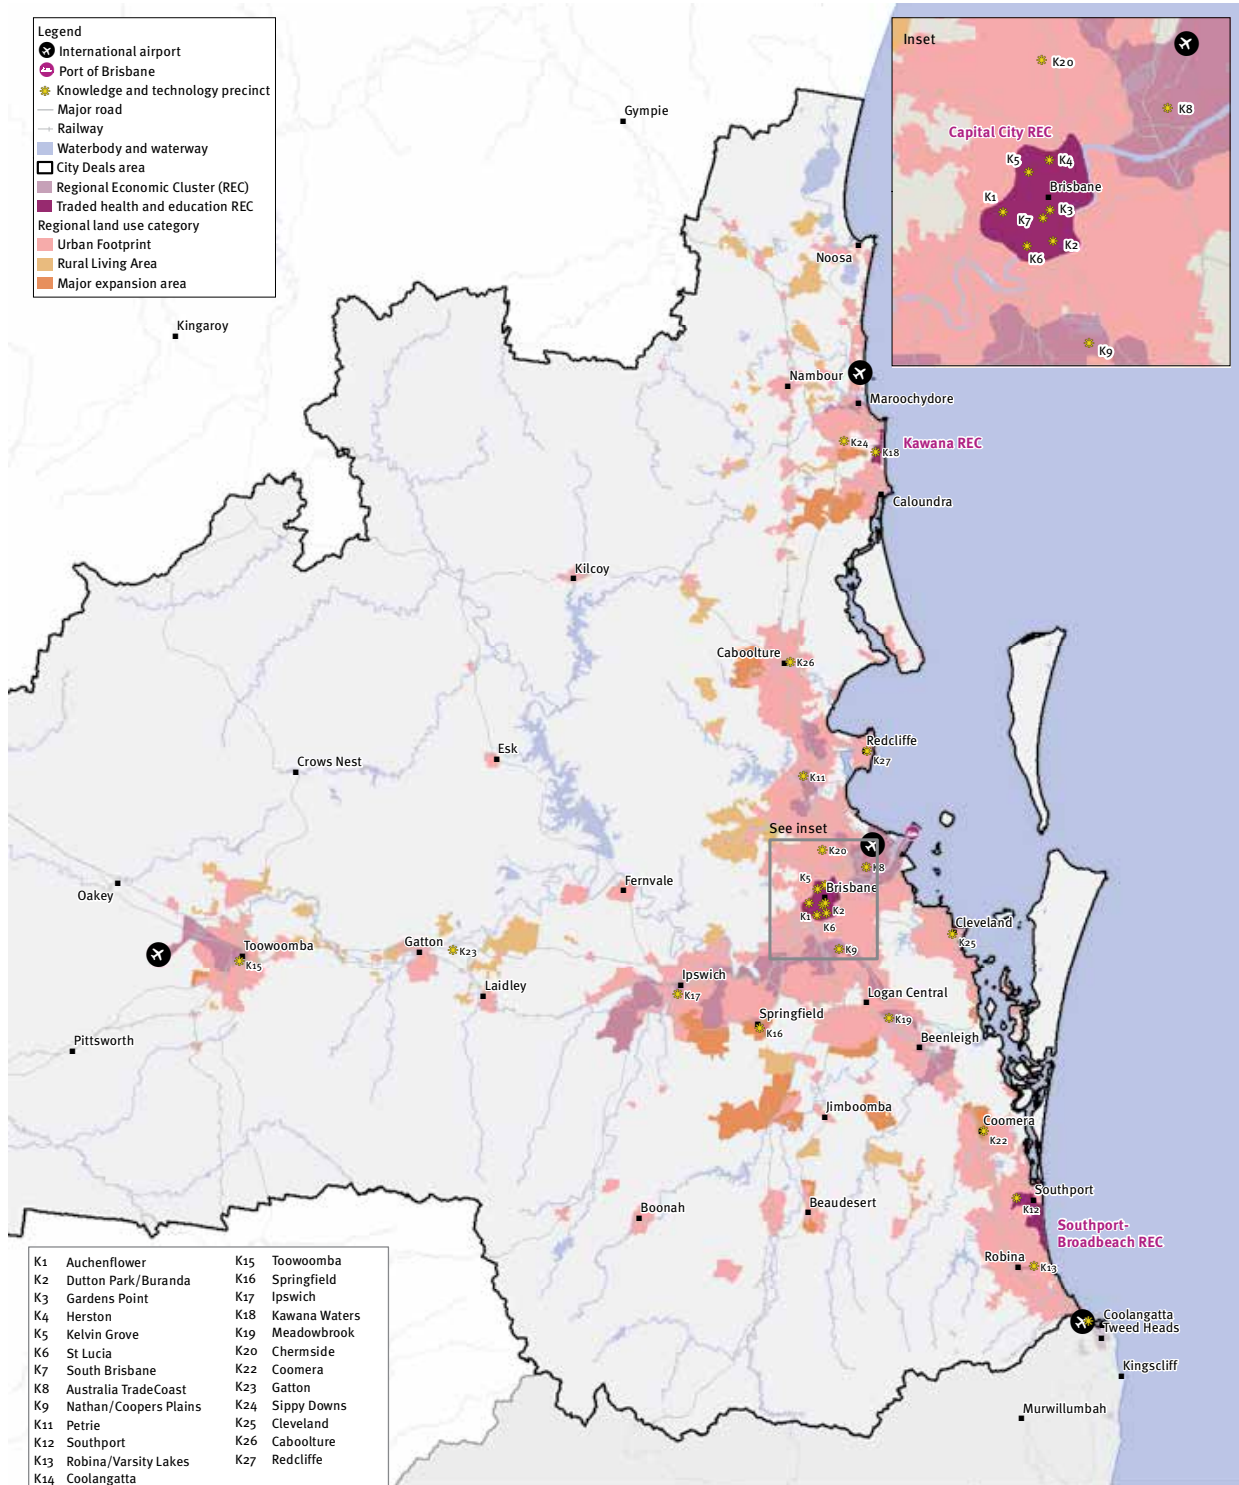 Legend
International airport
Port of Brisbane
Knowledge and technology precinct
Major road
Railway
Waterbody and waterway
City Deals area
Regional Economic Cluster (REC)
Traded health and education REC
Regional land use category
Urban Footprint
Rural Living Area
Major expansion area
Inset
K20
K8
Capital City REC
K5
K4
Brisbane
K1
K3
K7
K2
K6
K9
Gympie
Noosa
Kingaroy
Nambour
Maroochydore
K24
Kawana REC
K18
Caloundra
Kilcoy
Caboolture
K26
Redcliffe
K27
Esk
Crows Nest
K11
See inset
K20
K8
K5
Brisbane
K1
K2
K6
K9
Oakey
Fernvale
Cleveland
K25
Toowoomba
K15
Gatton
K23
Laidley
Ipswich
K17
Logan Central
Springfield
K16
K19
Beenleigh
Pittsworth
Jimboomba
Coomera
K22
Boonah
Beaudesert
Southport
K12
Southport-
Broadbeach REC
Robina
K13
Coolangatta
Tweed Heads
Kingscliff
Murwillumbah
K1 Auchenflower
K2 Dutton Park/Buranda
K3 Gardens Point
K4 Herston
K5 Kelvin Grove
K6 St Lucia
K7 South Brisbane
K8 Australia TradeCoast
K9 Nathan/Coopers Plains
K11 Petrie
K12 Southport
K13 Robina/Varsity Lakes
K14 Coolangatta
K15 Toowoomba
K16 Springfield
K17 Ipswich
K18 Kawana Waters
K19 Meadowbrook
K20 Chermside
K22 Coomera
K23 Gatton
K24 Sippy Downs
K25 Cleveland
K26 Caboolture
K27 Redcliffe